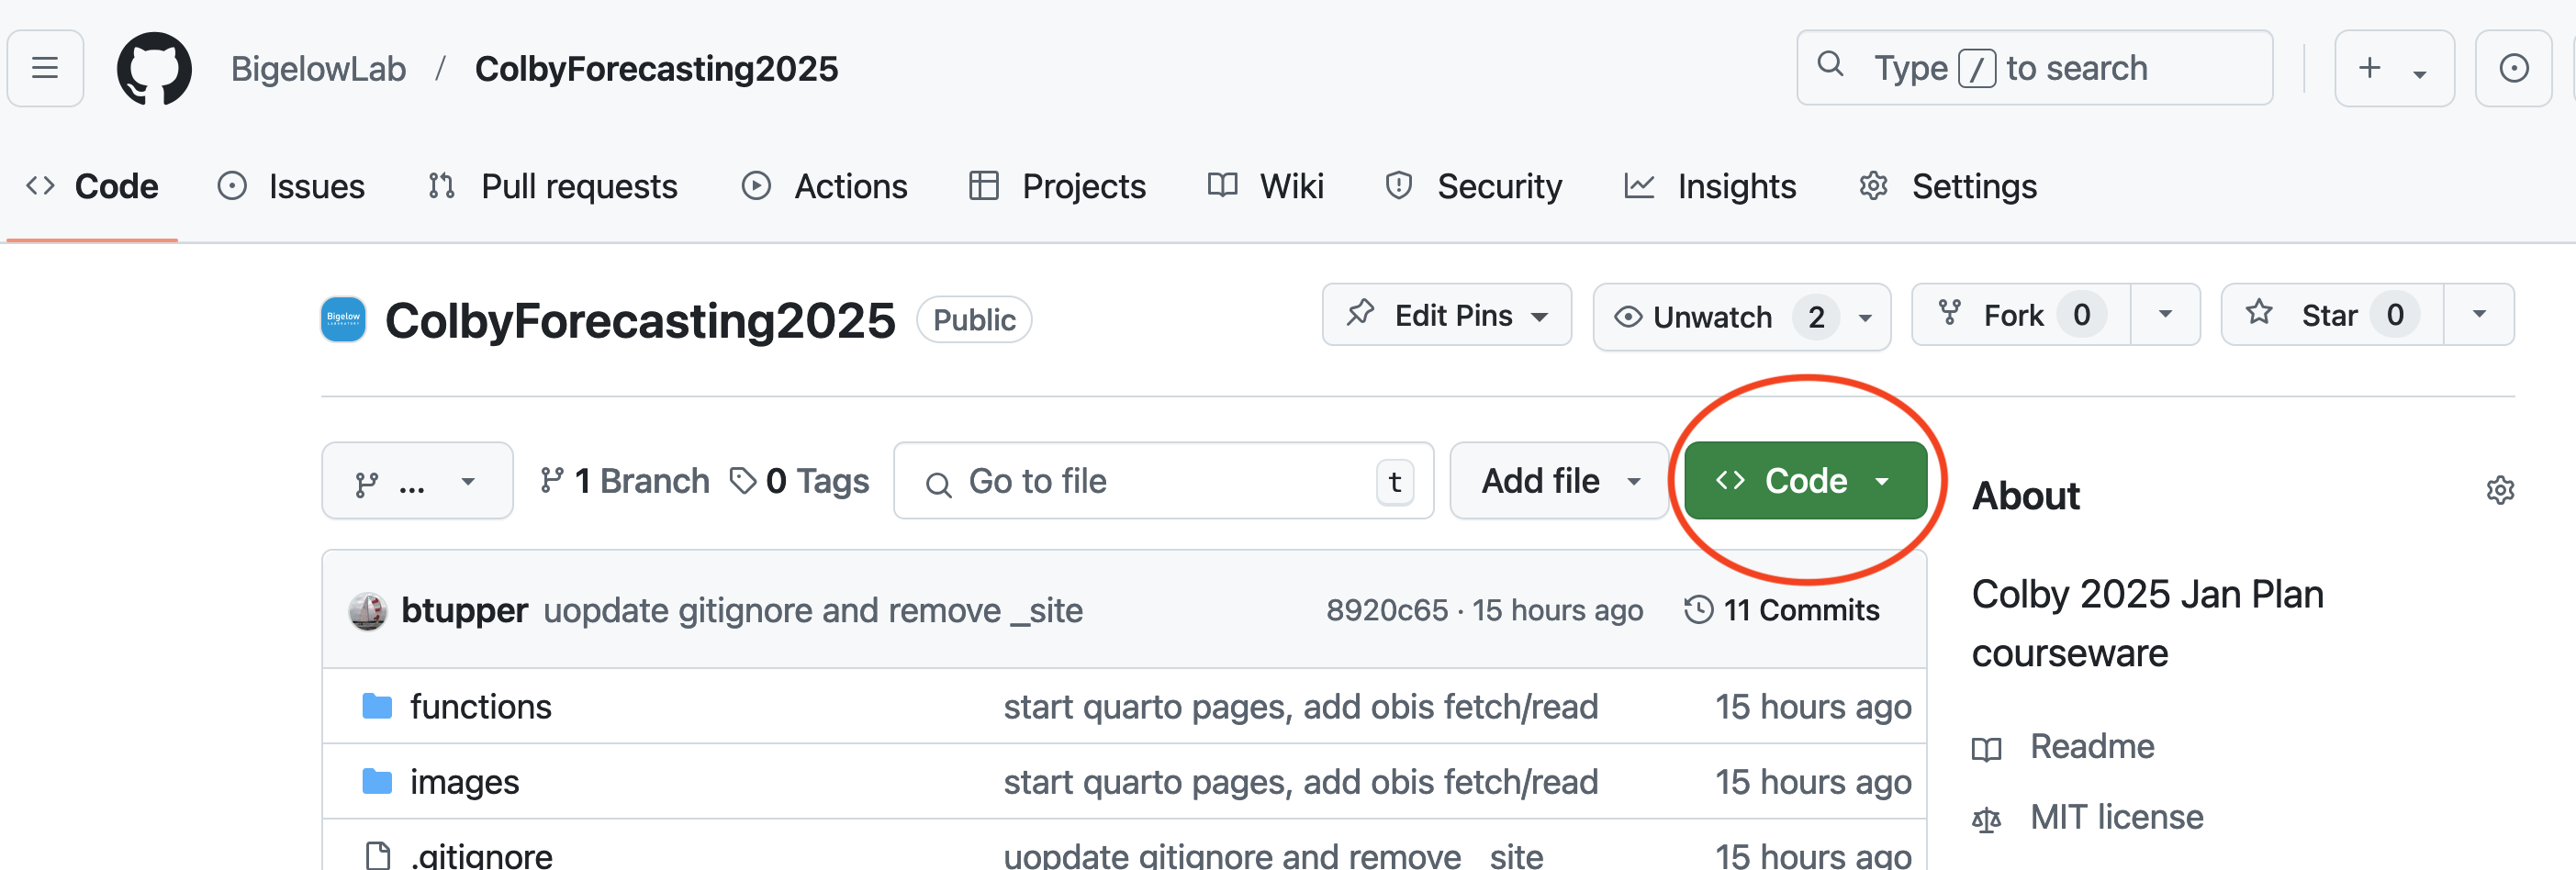 BigelowLab / ColbyForecasting2025
Type / to search
Code Issues Pull requests Actions Projects Wiki Security Insights Settings
Bigelow
LABORATORY
ColbyForecasting2025 Public
Edit Pins Unwatch 2 Fork 0 Star 0
... 1 Branch 0 Tags Go to file t Add file Code
About
Colby 2025 Jan Plan
courseware
Readme
MIT license
btupper uopdate gitignore and remove _site 8920c65 · 15 hours ago 11 Commits
functions start quarto pages, add obis fetch/read 15 hours ago
images start quarto pages, add obis fetch/read 15 hours ago
.gitignore uopdate gitignore and remove _site 15 hours ago